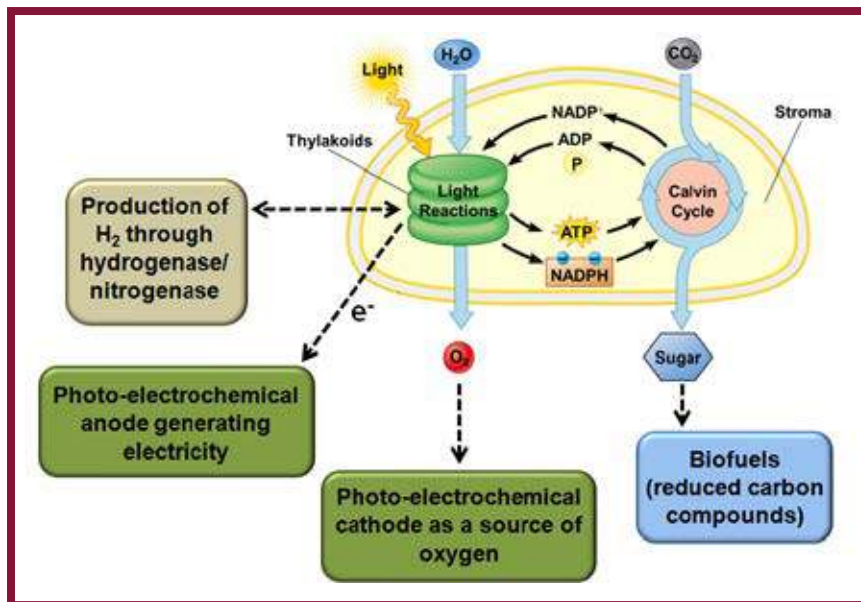 H₂O
CO₂
Light
NADP⁺
Stroma
Thylakoids
ADP
P
Light
Reactions
Calvin
Cycle
ATP
NADPH
Production of
H₂ through
hydrogenase/
nitrogenase
e⁻
O₂
Sugar
Photo-electrochemical
anode generating
electricity
Photo-electrochemical
cathode as a source of
oxygen
Biofuels
(reduced carbon
compounds)